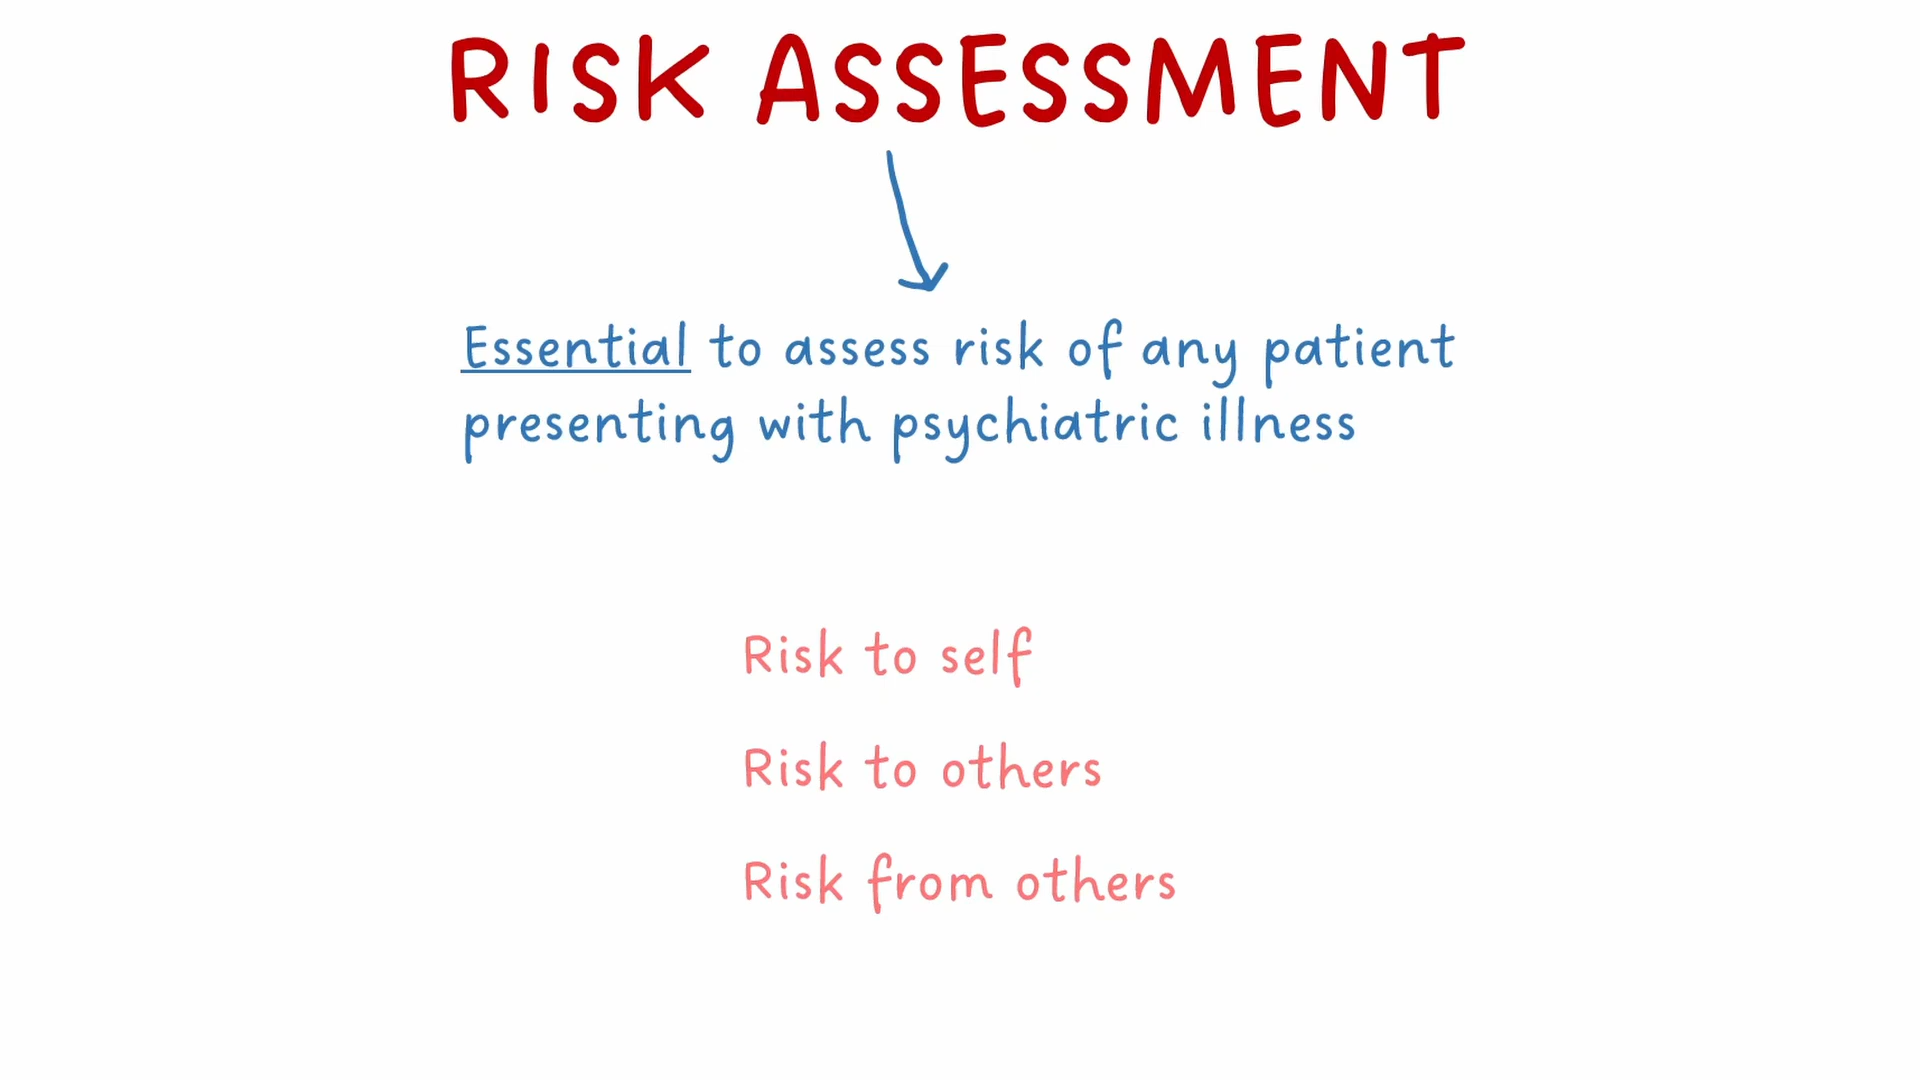 RISK ASSESSMENT
Essential to assess risk of any patient
presenting with psychiatric illness
Risk to self
Risk to others
Risk from others